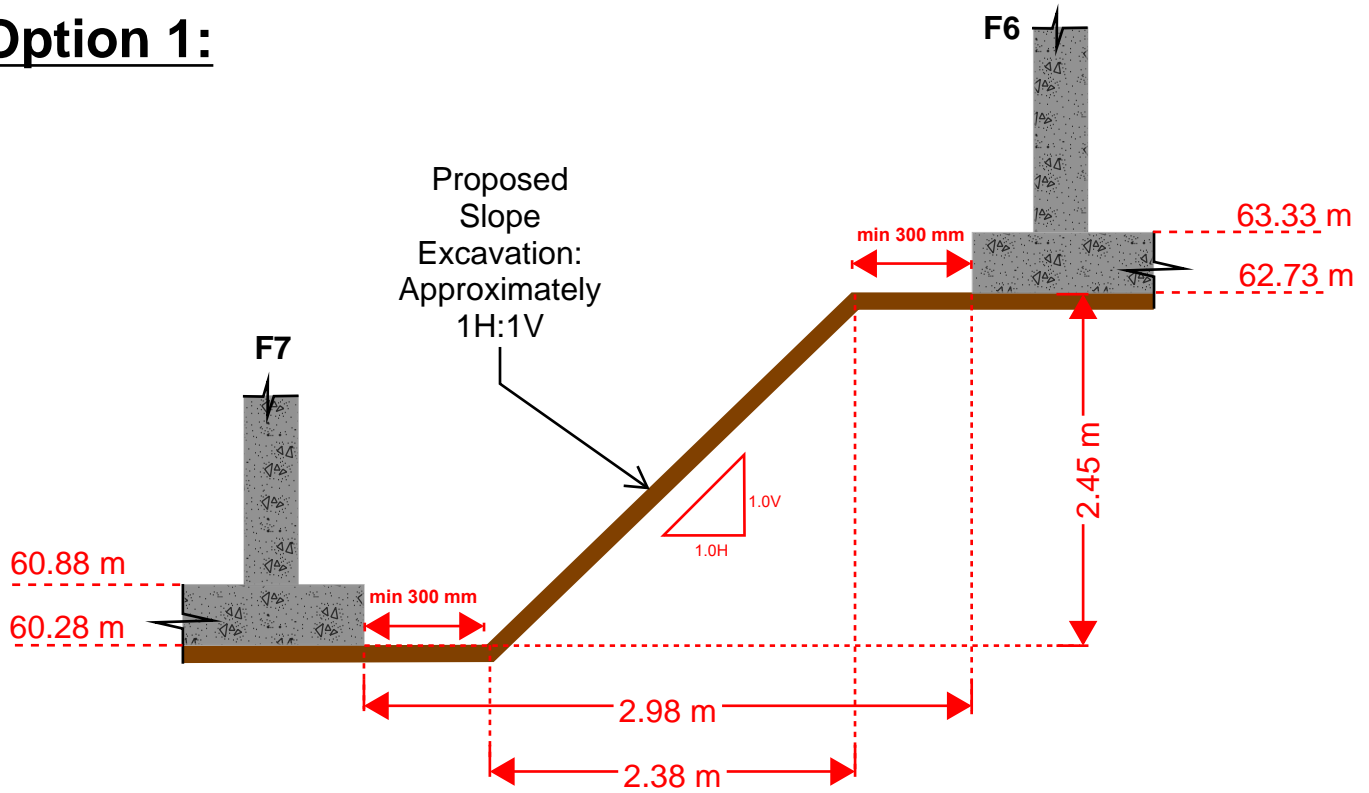 Option 1:
F6
Proposed
Slope
Excavation:
Approximately
1H:1V
min 300 mm
63.33 m
62.73 m
F7
2.45 m
1.0V
1.0H
60.88 m
min 300 mm
60.28 m
2.98 m
2.38 m